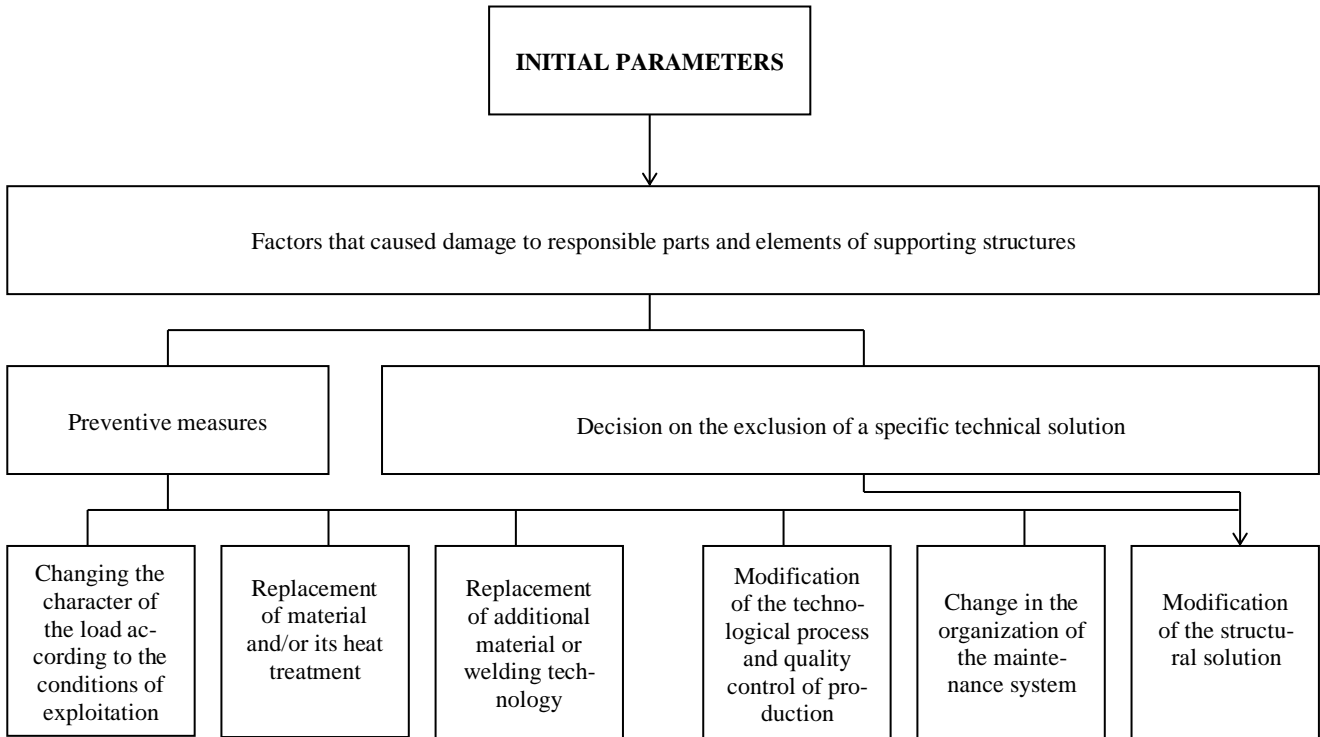 INITIAL PARAMETERS
Factors that caused damage to responsible parts and elements of supporting structures
Preventive measures
Decision on the exclusion of a specific technical solution
Changing the
character of
the load ac-
cording to the
conditions of
exploitation
Replacement
of material
and/or its heat
treatment
Replacement
of additional
material or
welding tech-
nology
Modification
of the techno-
logical process
and quality
control of pro-
duction
Change in the
organization of
the mainte-
nance system
Modification
of the structu-
ral solution